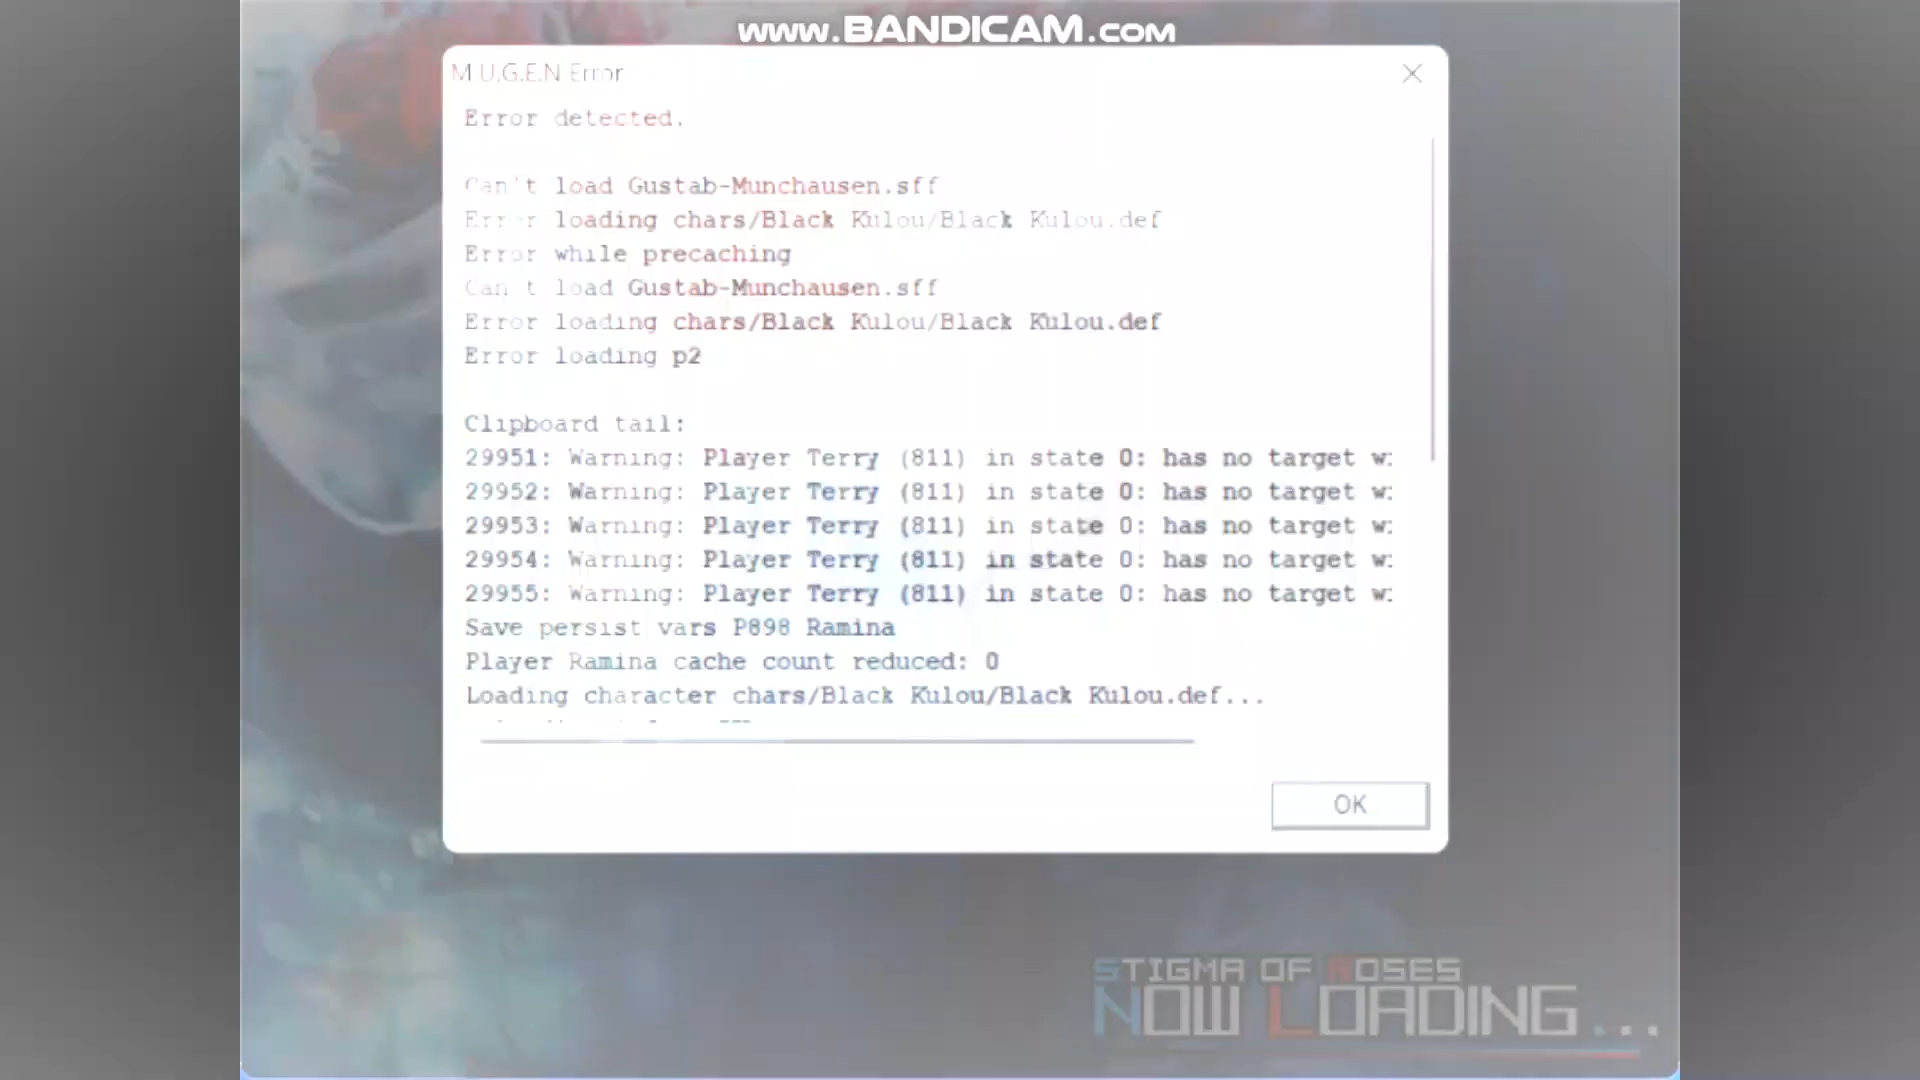 www.BANDICAM.com
M.U.G.E.N Error
Error detected.
Can't load Gustab-Munchausen.sff
Error loading chars/Black Kulou/Black Kulou.def
Error while precaching
Can't load Gustab-Munchausen.sff
Error loading chars/Black Kulou/Black Kulou.def
Error loading p2
Clipboard tail:
29951: Warning: Player Terry (811) in state 0: has no target w
29952: Warning: Player Terry (811) in state 0: has no target w
29953: Warning: Player Terry (811) in state 0: has no target w
29954: Warning: Player Terry (811) in state 0: has no target w
29955: Warning: Player Terry (811) in state 0: has no target w
Save persist vars P898 Ramina
Player Ramina cache count reduced: 0
Loading character chars/Black Kulou/Black Kulou.def...
OK
STIGMA OF ROSES
NOW LOADING...